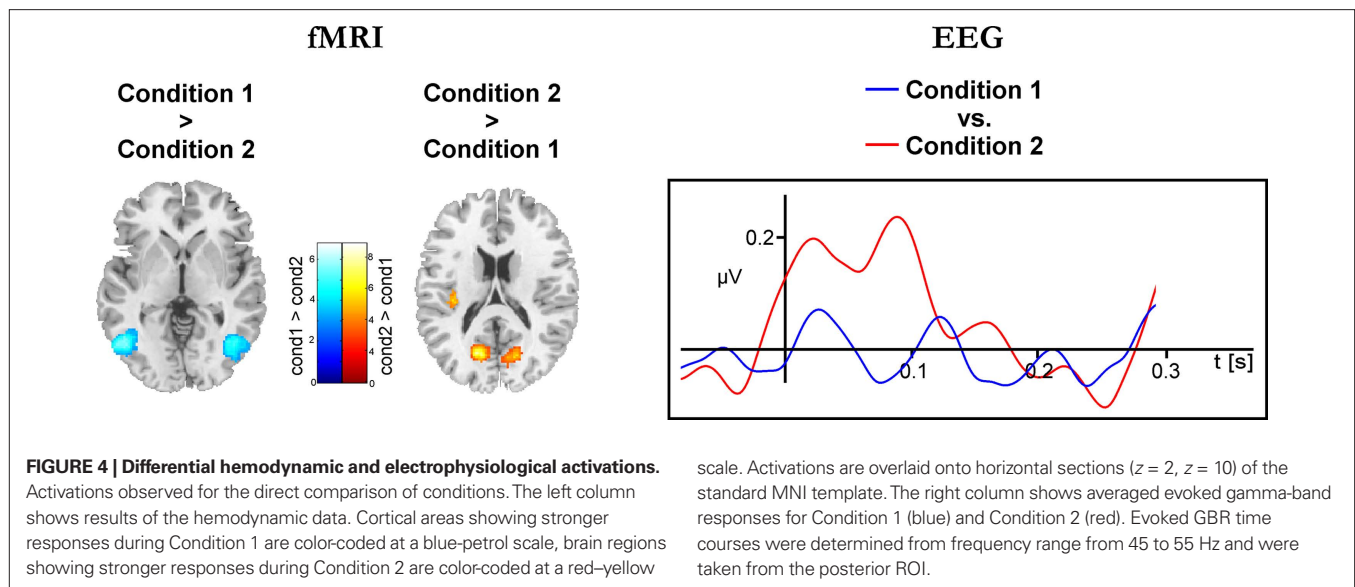 fMRI
EEG
Condition 1
>
Condition 2
Condition 2
>
Condition 1
Condition 1
vs.
Condition 2
cond1 > cond2
6
4
2
0
8
6
4
2
0
cond2 > cond1
0.2
µV
0.1
0.2
0.3
t [s]
FIGURE 4 | Differential hemodynamic and electrophysiological activations.
Activations observed for the direct comparison of conditions. The left column
shows results of the hemodynamic data. Cortical areas showing stronger
responses during Condition 1 are color-coded at a blue-petrol scale, brain regions
showing stronger responses during Condition 2 are color-coded at a red–yellow
scale. Activations are overlaid onto horizontal sections (z = 2, z = 10) of the
standard MNI template. The right column shows averaged evoked gamma-band
responses for Condition 1 (blue) and Condition 2 (red). Evoked GBR time
courses were determined from frequency range from 45 to 55 Hz and were
taken from the posterior ROI.